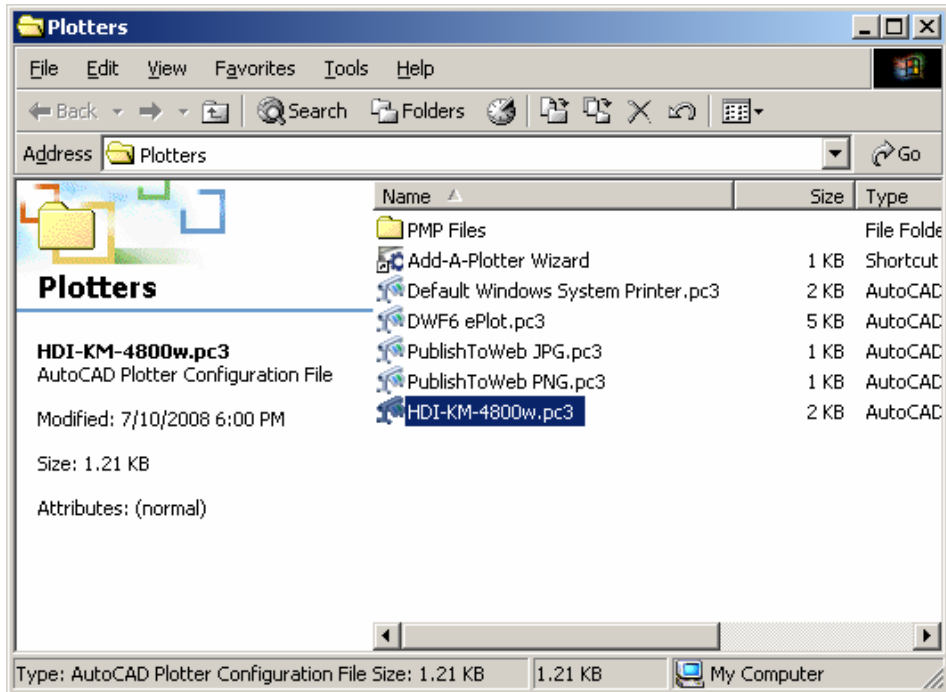 Plotters
File Edit View Favorites Tools Help
Back Search Folders
Address Plotters Go
Name Size Type
PMP Files File Folde
Add-A-Plotter Wizard 1 KB Shortcut
Default Windows System Printer.pc3 2 KB AutoCAD
DWF6 ePlot.pc3 5 KB AutoCAD
PublishToWeb JPG.pc3 1 KB AutoCAD
PublishToWeb PNG.pc3 1 KB AutoCAD
HDI-KM-4800w.pc3 2 KB AutoCAD
Plotters
HDI-KM-4800w.pc3
AutoCAD Plotter Configuration File
Modified: 7/10/2008 6:00 PM
Size: 1.21 KB
Attributes: (normal)
Type: AutoCAD Plotter Configuration File Size: 1.21 KB 1.21 KB My Computer